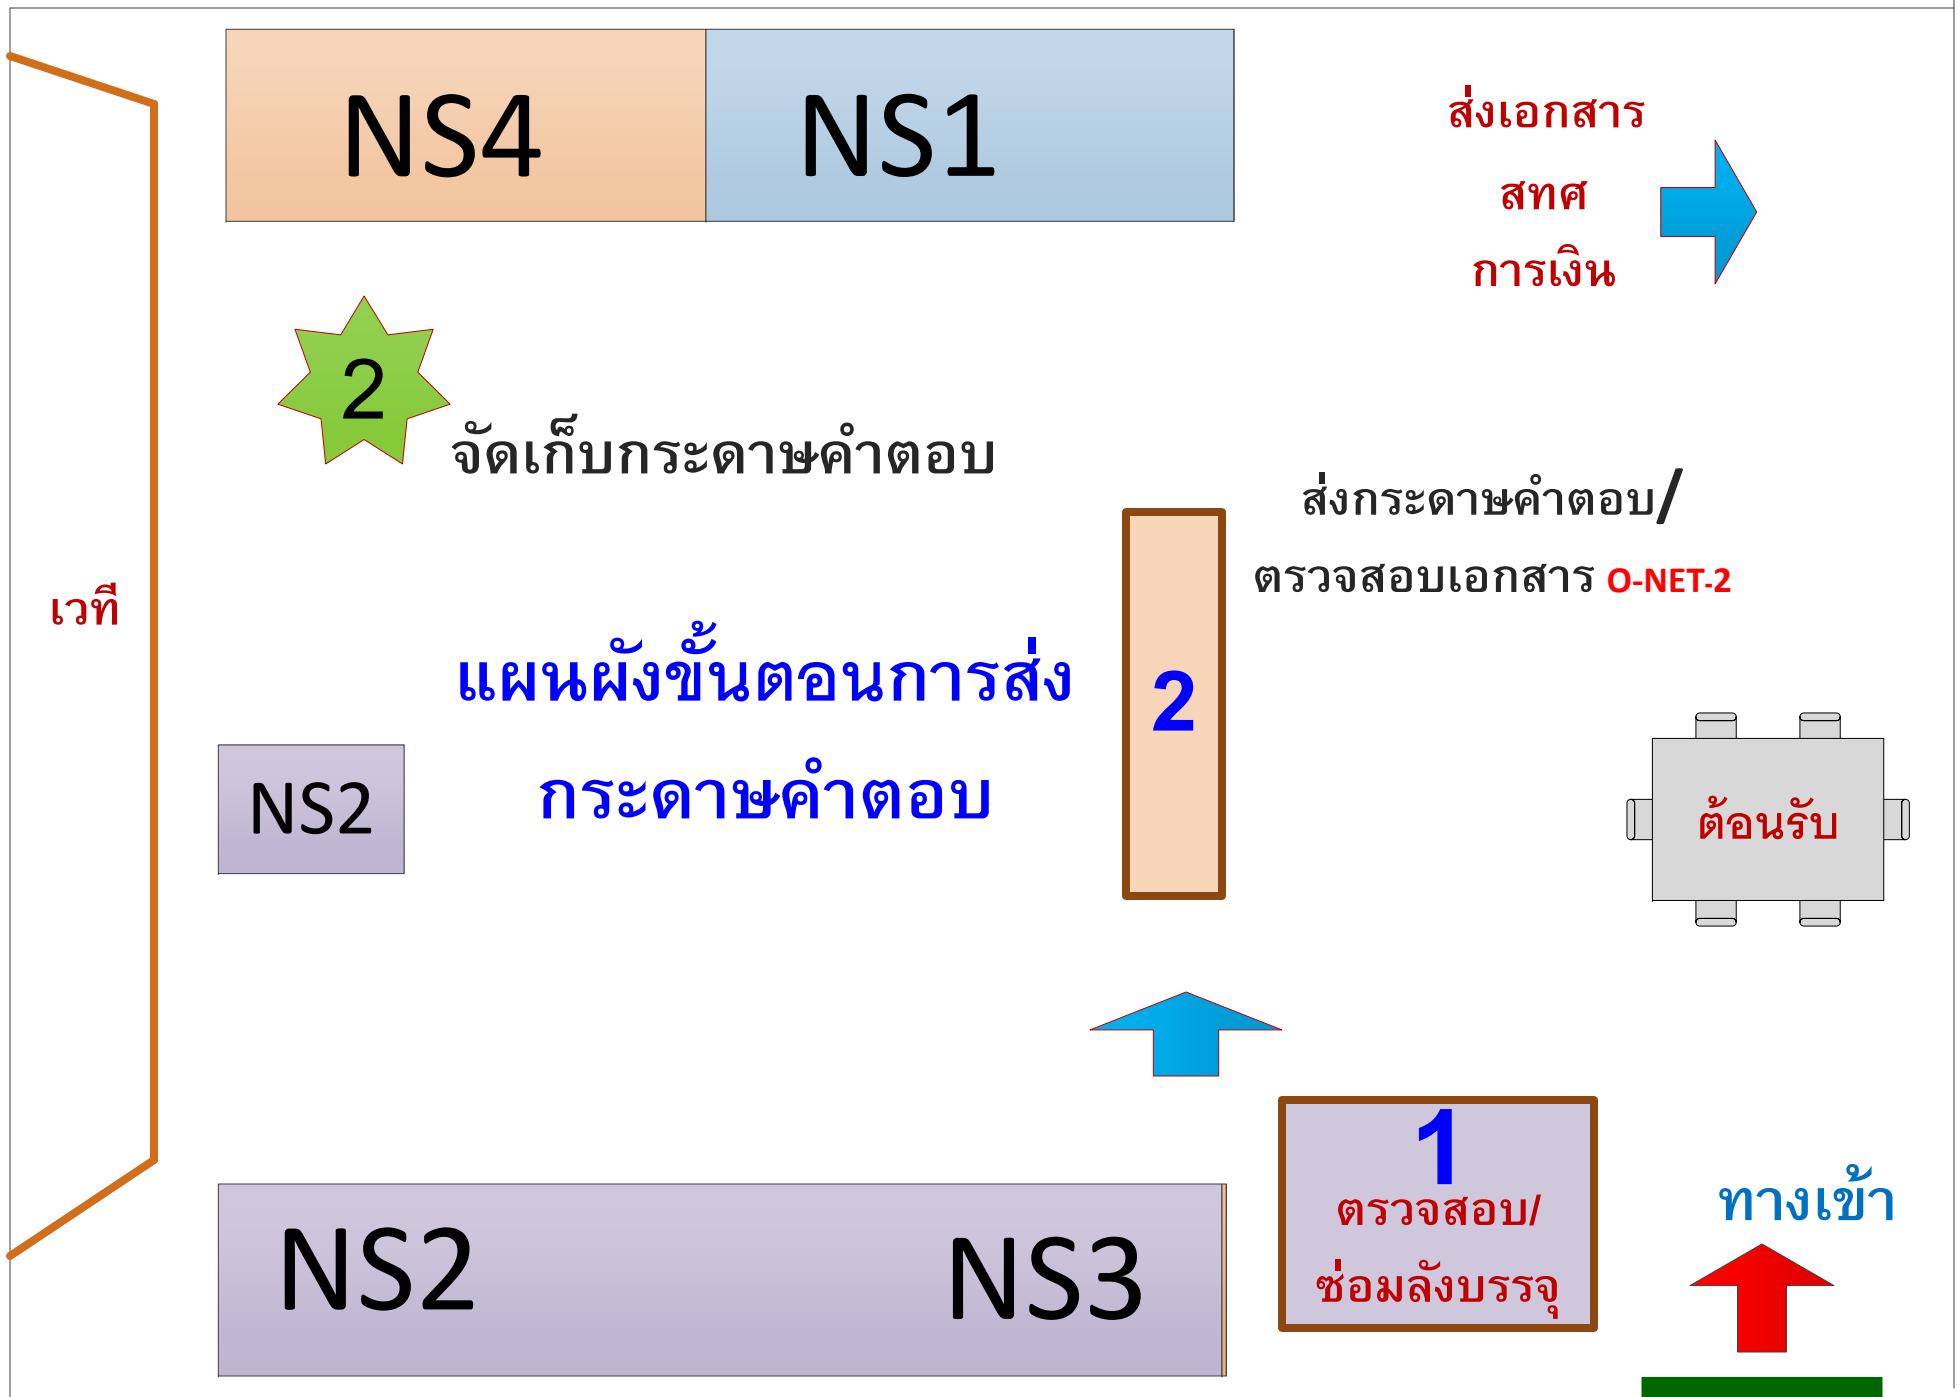 NS4
NS1
ส่งเอกสาร
สทศ
การเงิน
2
จัดเก็บกระดาษคำตอบ
ส่งกระดาษคำตอบ/
ตรวจสอบเอกสาร O-NET-2
เวที
แผนผังขั้นตอนการส่ง
กระดาษคำตอบ
2
NS2
ต้อนรับ
1
ตรวจสอบ/
ซ่อมลังบรรจุ
ทางเข้า
NS2
NS3